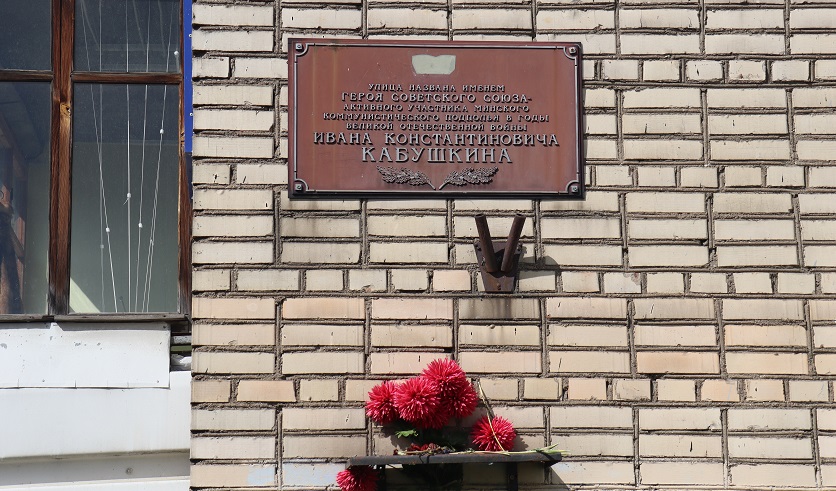 УЛИЦА НАЗВАНА ИМЕНЕМ
ГЕРОЯ СОВЕТСКОГО СОЮЗА-
АКТИВНОГО УЧАСТНИКА МИНСКОГО
КОММУНИСТИЧЕСКОГО ПОДПОЛЬЯ В ГОДЫ
ВЕЛИКОЙ ОТЕЧЕСТВЕННОЙ ВОЙНЫ
ИВАНА КОНСТАНТИНОВИЧА
КАБУШКИНА